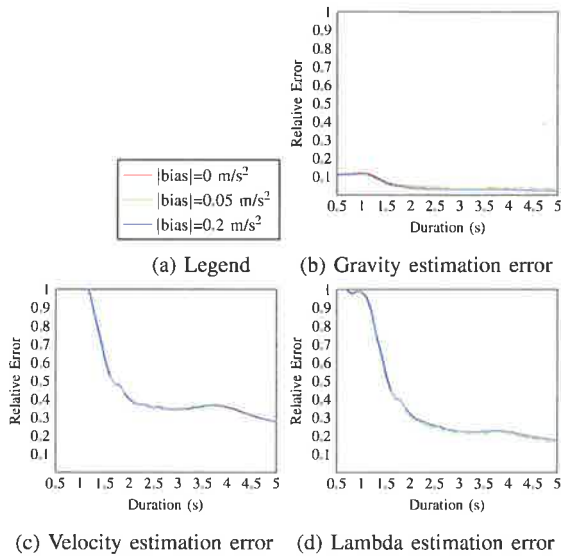 |bias|=0 m/s²
|bias|=0.05 m/s²
|bias|=0.2 m/s²
(a) Legend
1
0.9
0.8
0.7
0.6
0.5
0.4
0.3
0.2
0.1
Relative Error
0.5 1 1.5 2 2.5 3 3.5 4 4.5 5
Duration (s)
(b) Gravity estimation error
1
0.9
0.8
0.7
0.6
0.5
0.4
0.3
0.2
0.1
Relative Error
0.5 1 1.5 2 2.5 3 3.5 4 4.5 5
Duration (s)
(c) Velocity estimation error
1
0.9
0.8
0.7
0.6
0.5
0.4
0.3
0.2
0.1
Relative Error
0.5 1 1.5 2 2.5 3 3.5 4 4.5 5
Duration (s)
(d) Lambda estimation error